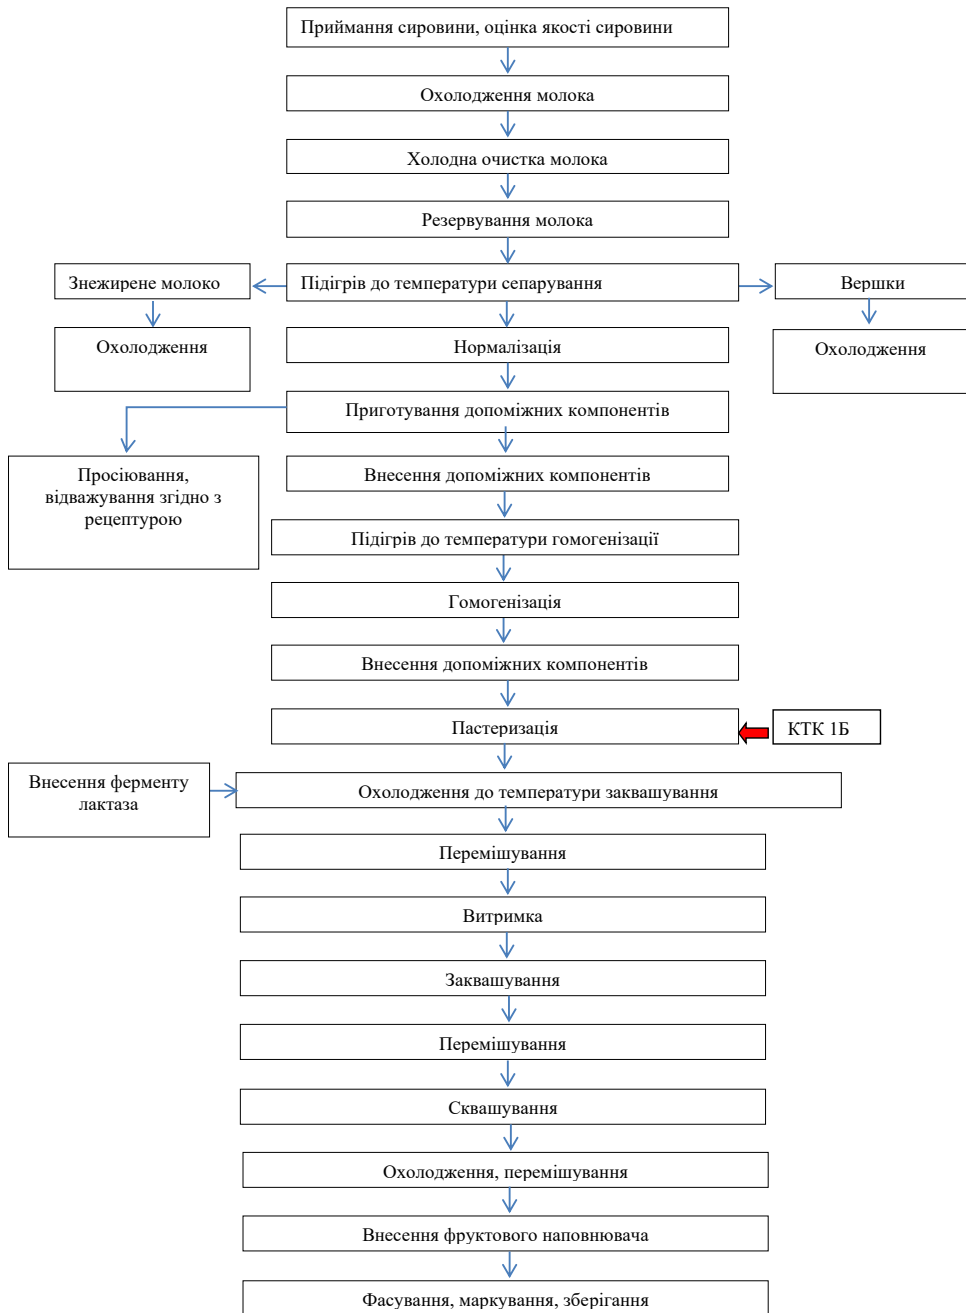 Приймання сировини, оцінка якості сировини
Охолодження молока
Холодна очистка молока
Резервування молока
Знежирене молоко
Підігрів до температури сепарування
Вершки
Охолодження
Нормалізація
Охолодження
Приготування допоміжних компонентів
Просіювання,
відважування згідно з
рецептурою
Внесення допоміжних компонентів
Підігрів до температури гомогенізації
Гомогенізація
Внесення допоміжних компонентів
Пастеризація
КТК 1Б
Внесення ферменту
лактаза
Охолодження до температури заквашування
Перемішування
Витримка
Заквашування
Перемішування
Сквашування
Охолодження, перемішування
Внесення фруктового наповнювача
Фасування, маркування, зберігання